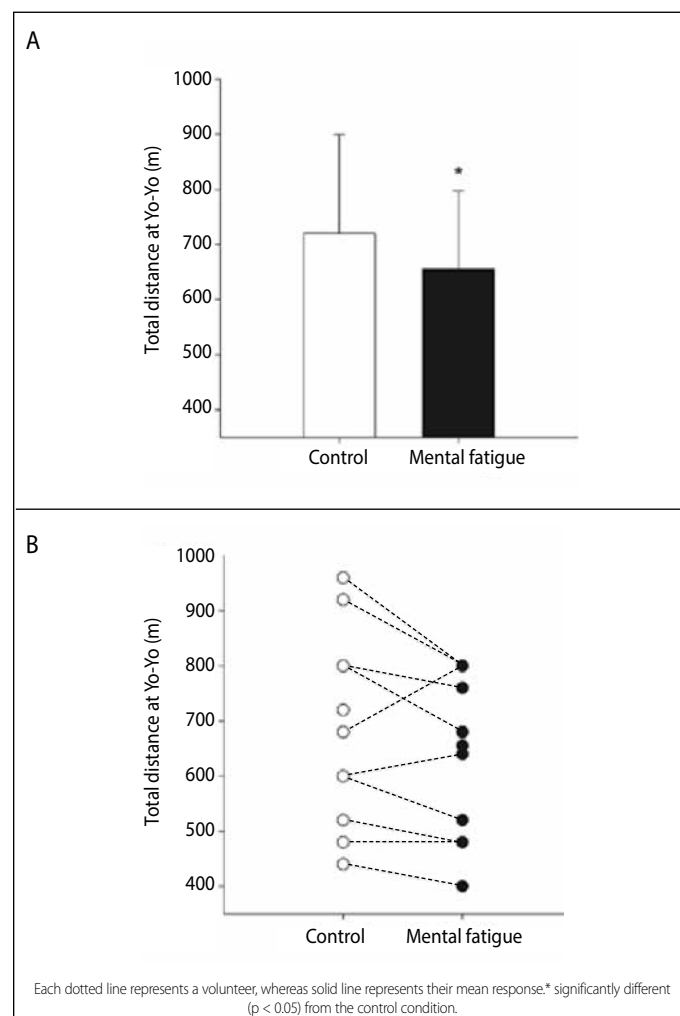 A
Total distance at Yo-Yo (m)
1000
900
800
700
600
500
400
*
Control Mental fatigue
B
Total distance at Yo-Yo (m)
1000
900
800
700
600
500
400
Control Mental fatigue
Each dotted line represents a volunteer, whereas solid line represents their mean response.* significantly different
(p < 0.05) from the control condition.